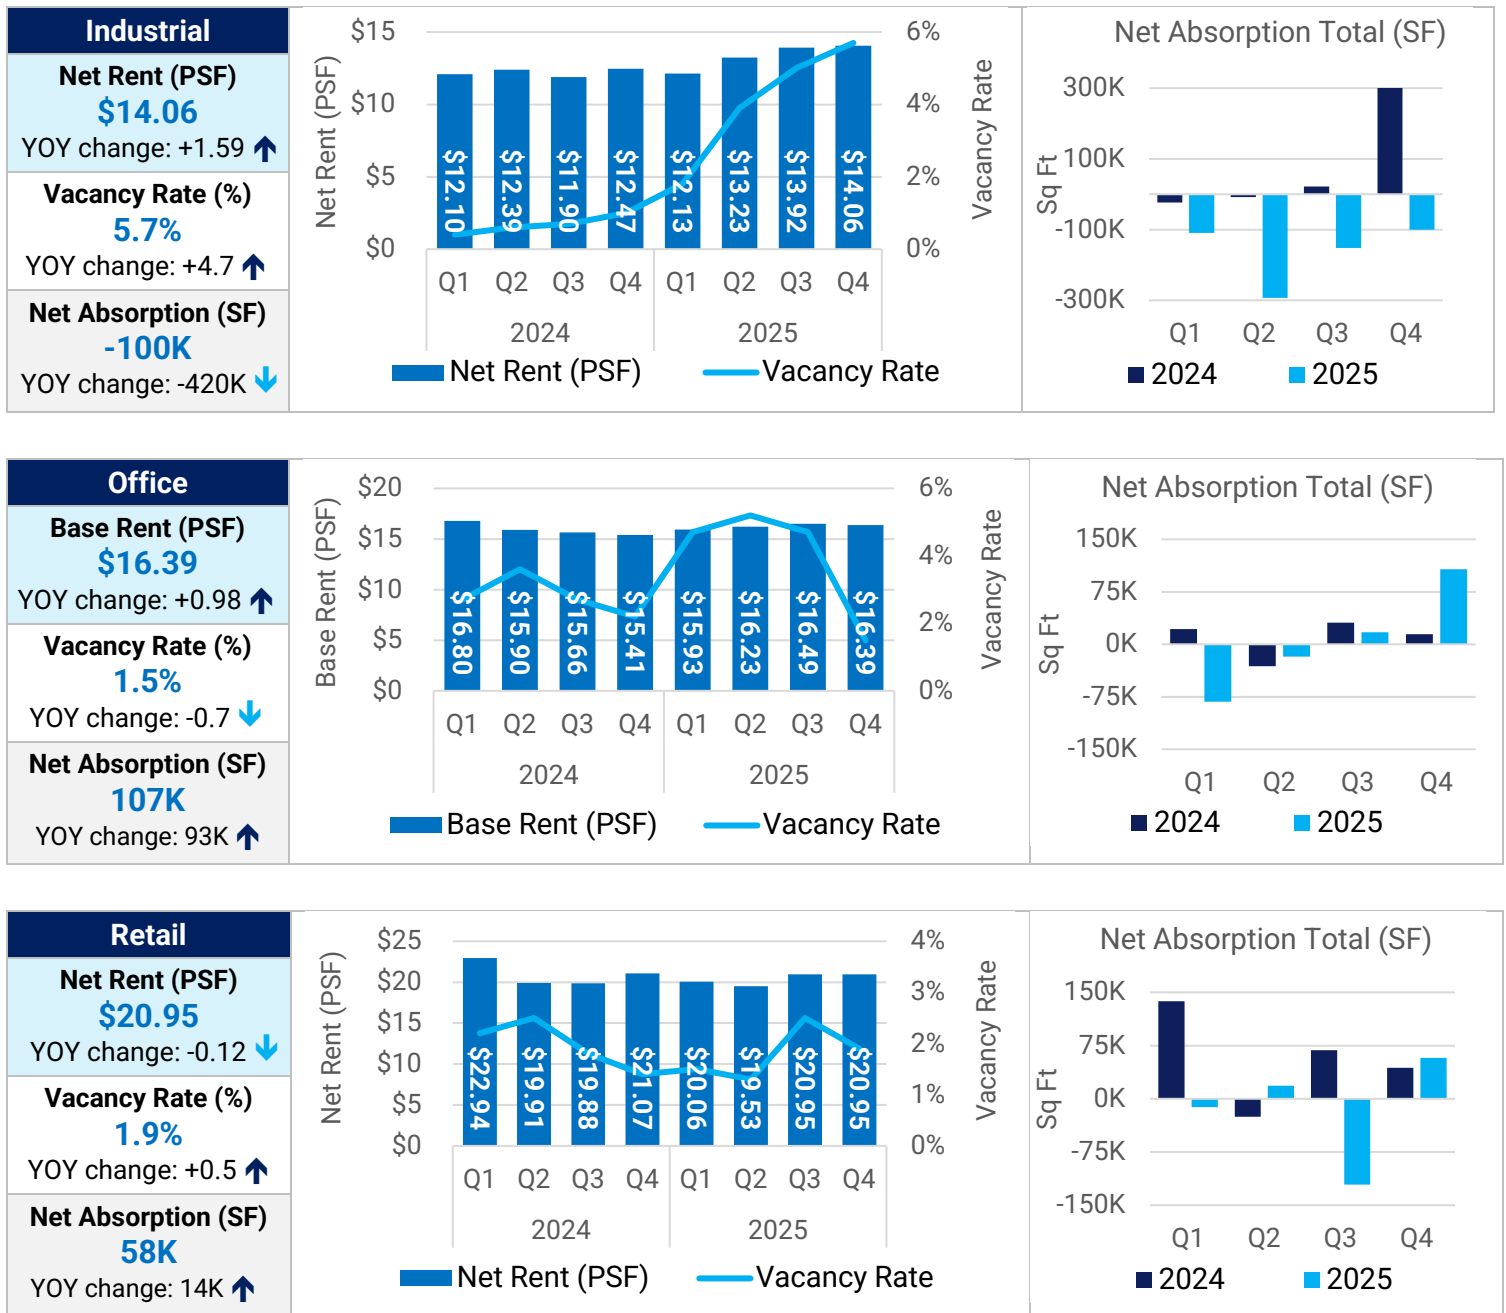 Industrial
Net Rent (PSF)
$14.06
YOY change: +1.59
Vacancy Rate (%)
5.7%
YOY change: +4.7
Net Absorption (SF)
-100K
YOY change: -420K
$15
$10
$5
$0
Net Rent (PSF)
$12.10
$12.39
$11.90
$12.47
$12.13
$13.23
$13.92
$14.06
6%
4%
2%
0%
Vacancy Rate
Q1 Q2 Q3 Q4 Q1 Q2 Q3 Q4
2024 2025
Net Rent (PSF) Vacancy Rate
Net Absorption Total (SF)
300K
100K
-100K
-300K
Sq Ft
Q1 Q2 Q3 Q4
2024 2025
Office
Base Rent (PSF)
$16.39
YOY change: +0.98
Vacancy Rate (%)
1.5%
YOY change: -0.7
Net Absorption (SF)
107K
YOY change: 93K
$20
$15
$10
$5
$0
Base Rent (PSF)
$16.80
$15.90
$15.66
$15.41
$15.93
$16.23
$16.49
$16.39
6%
4%
2%
0%
Vacancy Rate
Q1 Q2 Q3 Q4 Q1 Q2 Q3 Q4
2024 2025
Base Rent (PSF) Vacancy Rate
Net Absorption Total (SF)
150K
75K
0K
-75K
-150K
Sq Ft
Q1 Q2 Q3 Q4
2024 2025
Retail
Net Rent (PSF)
$20.95
YOY change: -0.12
Vacancy Rate (%)
1.9%
YOY change: +0.5
Net Absorption (SF)
58K
YOY change: 14K
$25
$20
$15
$10
$5
$0
Net Rent (PSF)
$22.94
$19.91
$19.88
$21.07
$20.06
$19.53
$20.95
$20.95
4%
3%
2%
1%
0%
Vacancy Rate
Q1 Q2 Q3 Q4 Q1 Q2 Q3 Q4
2024 2025
Net Rent (PSF) Vacancy Rate
Net Absorption Total (SF)
150K
75K
0K
-75K
-150K
Sq Ft
Q1 Q2 Q3 Q4
2024 2025